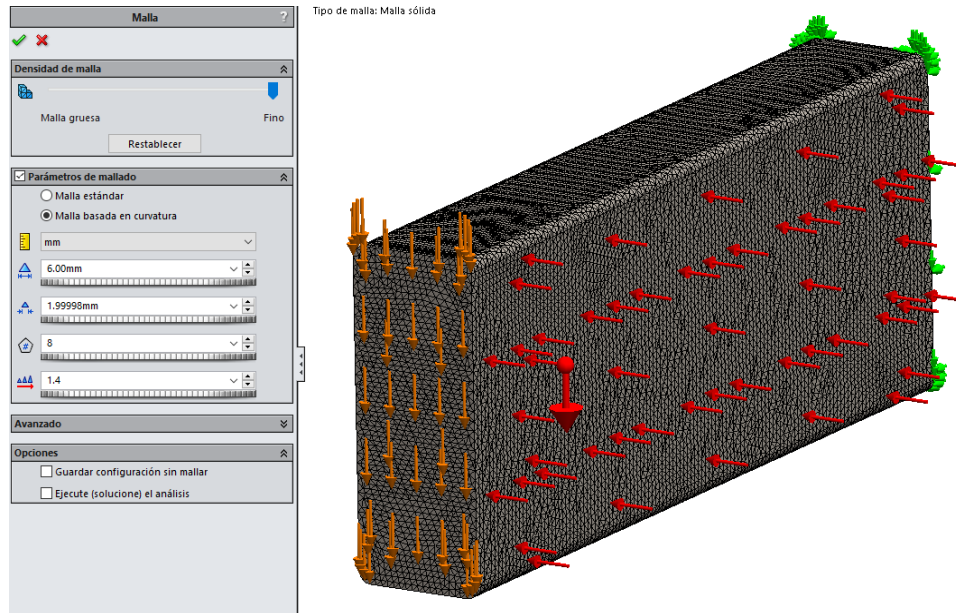 Malla
?
Tipo de malla: Malla sólida
Densidad de malla
Malla gruesa Fino
Restablecer
Parámetros de mallado
Malla estándar
Malla basada en curvatura
mm
6.00mm
1.99998mm
#
8
1.4
Avanzado
Opciones
Guardar configuración sin mallar
Ejecute (solucione) el análisis